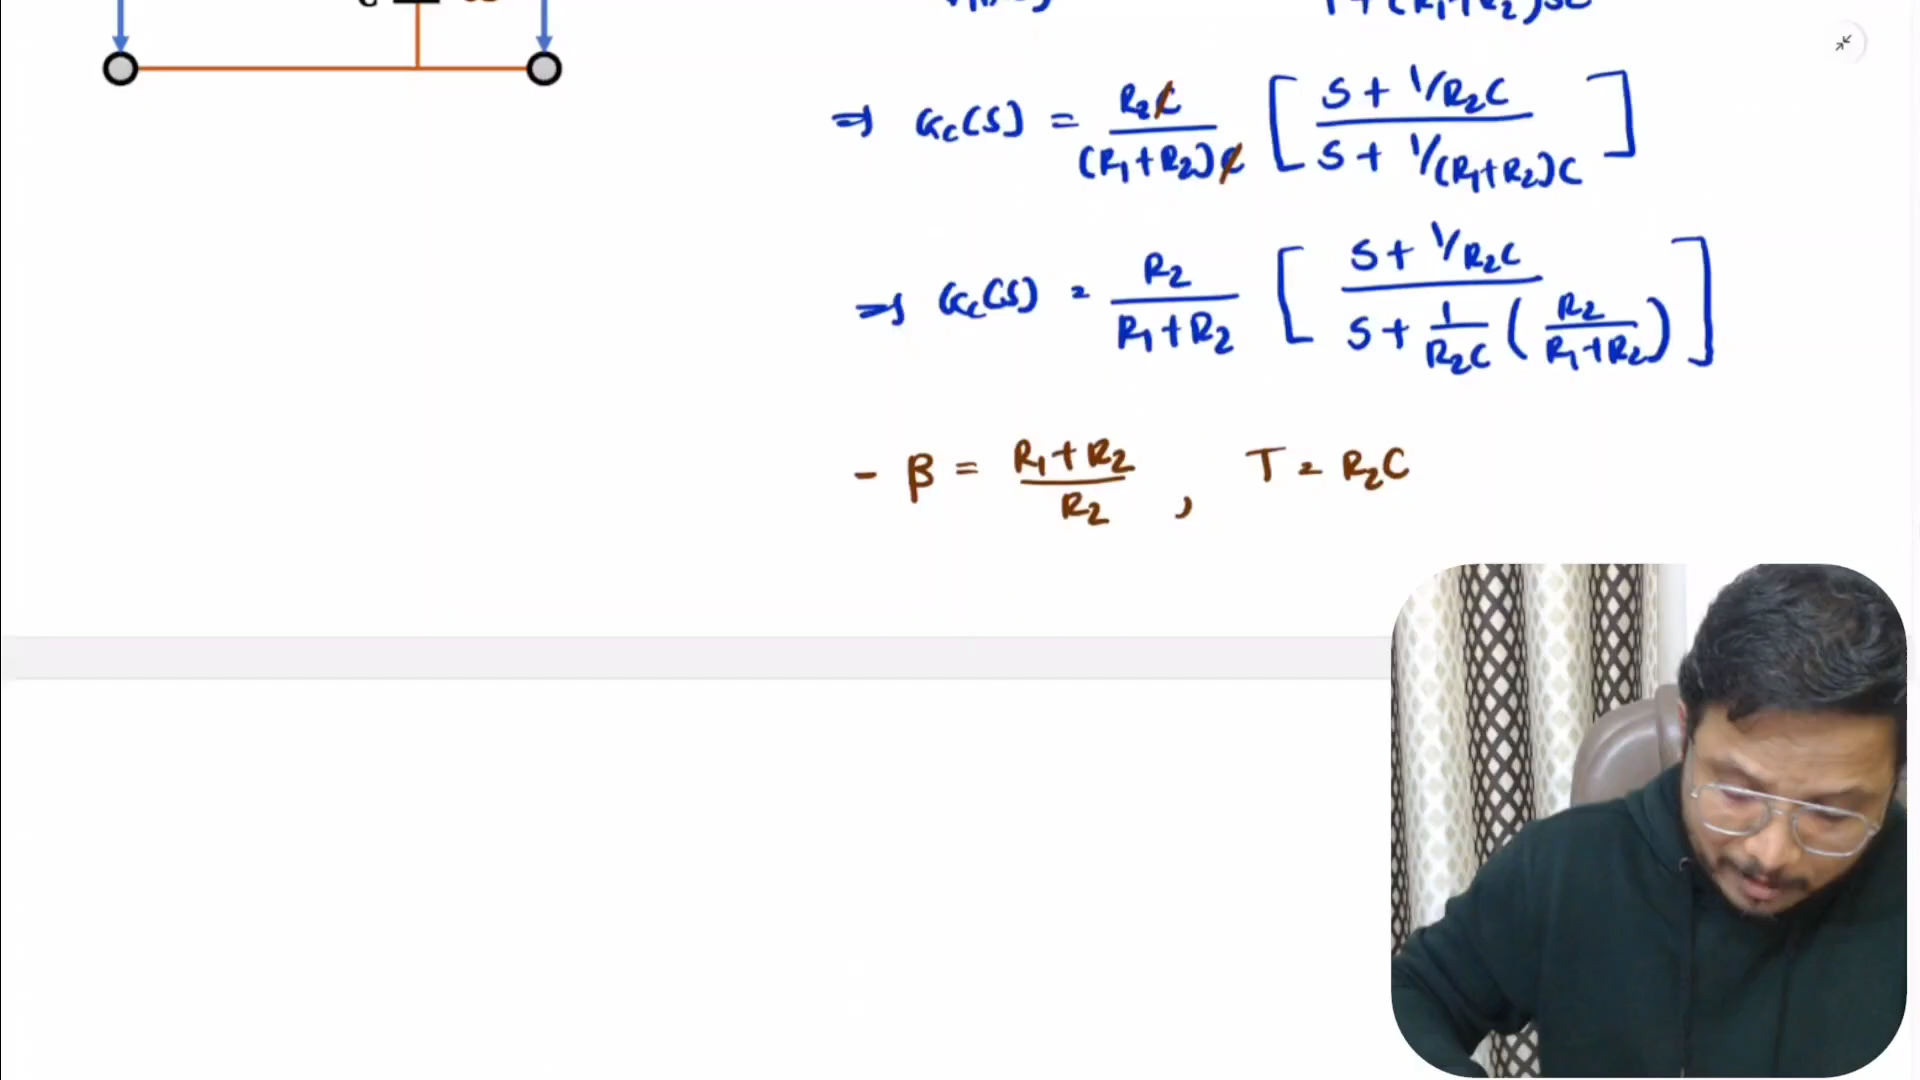 ⇒ Gc(s) = R₂C / (R₁+R₂)C [ S + 1/R₂C / S + 1/(R₁+R₂)C ]
⇒ Gc(s) = R₂ / R₁+R₂ [ S + 1/R₂C / S + 1/R₂C ( R₂ / R₁+R₂ ) ]
- β = R₁+R₂ / R₂ , T = R₂C